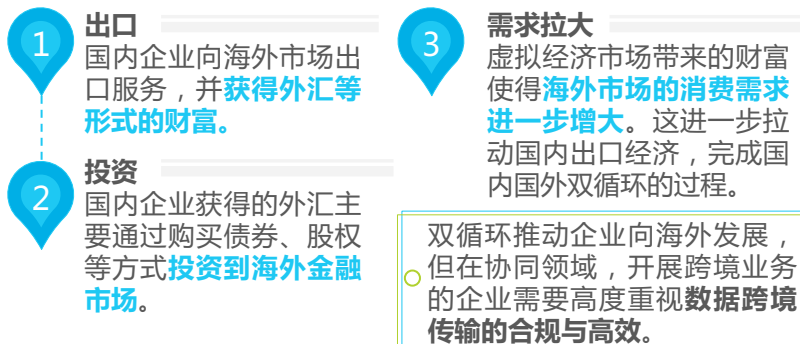 1
出口
国内企业向海外市场出
口服务，并获得外汇等
形式的财富。
2
投资
国内企业获得的外汇主
要通过购买债券、股权
等方式投资到海外金融
市场。
3
需求拉大
虚拟经济市场带来的财富
使得海外市场的消费需求
进一步增大。这进一步拉
动国内出口经济，完成国
内国外双循环的过程。
双循环推动企业向海外发展，
但在协同领域，开展跨境业务
的企业需要高度重视数据跨境
传输的合规与高效。